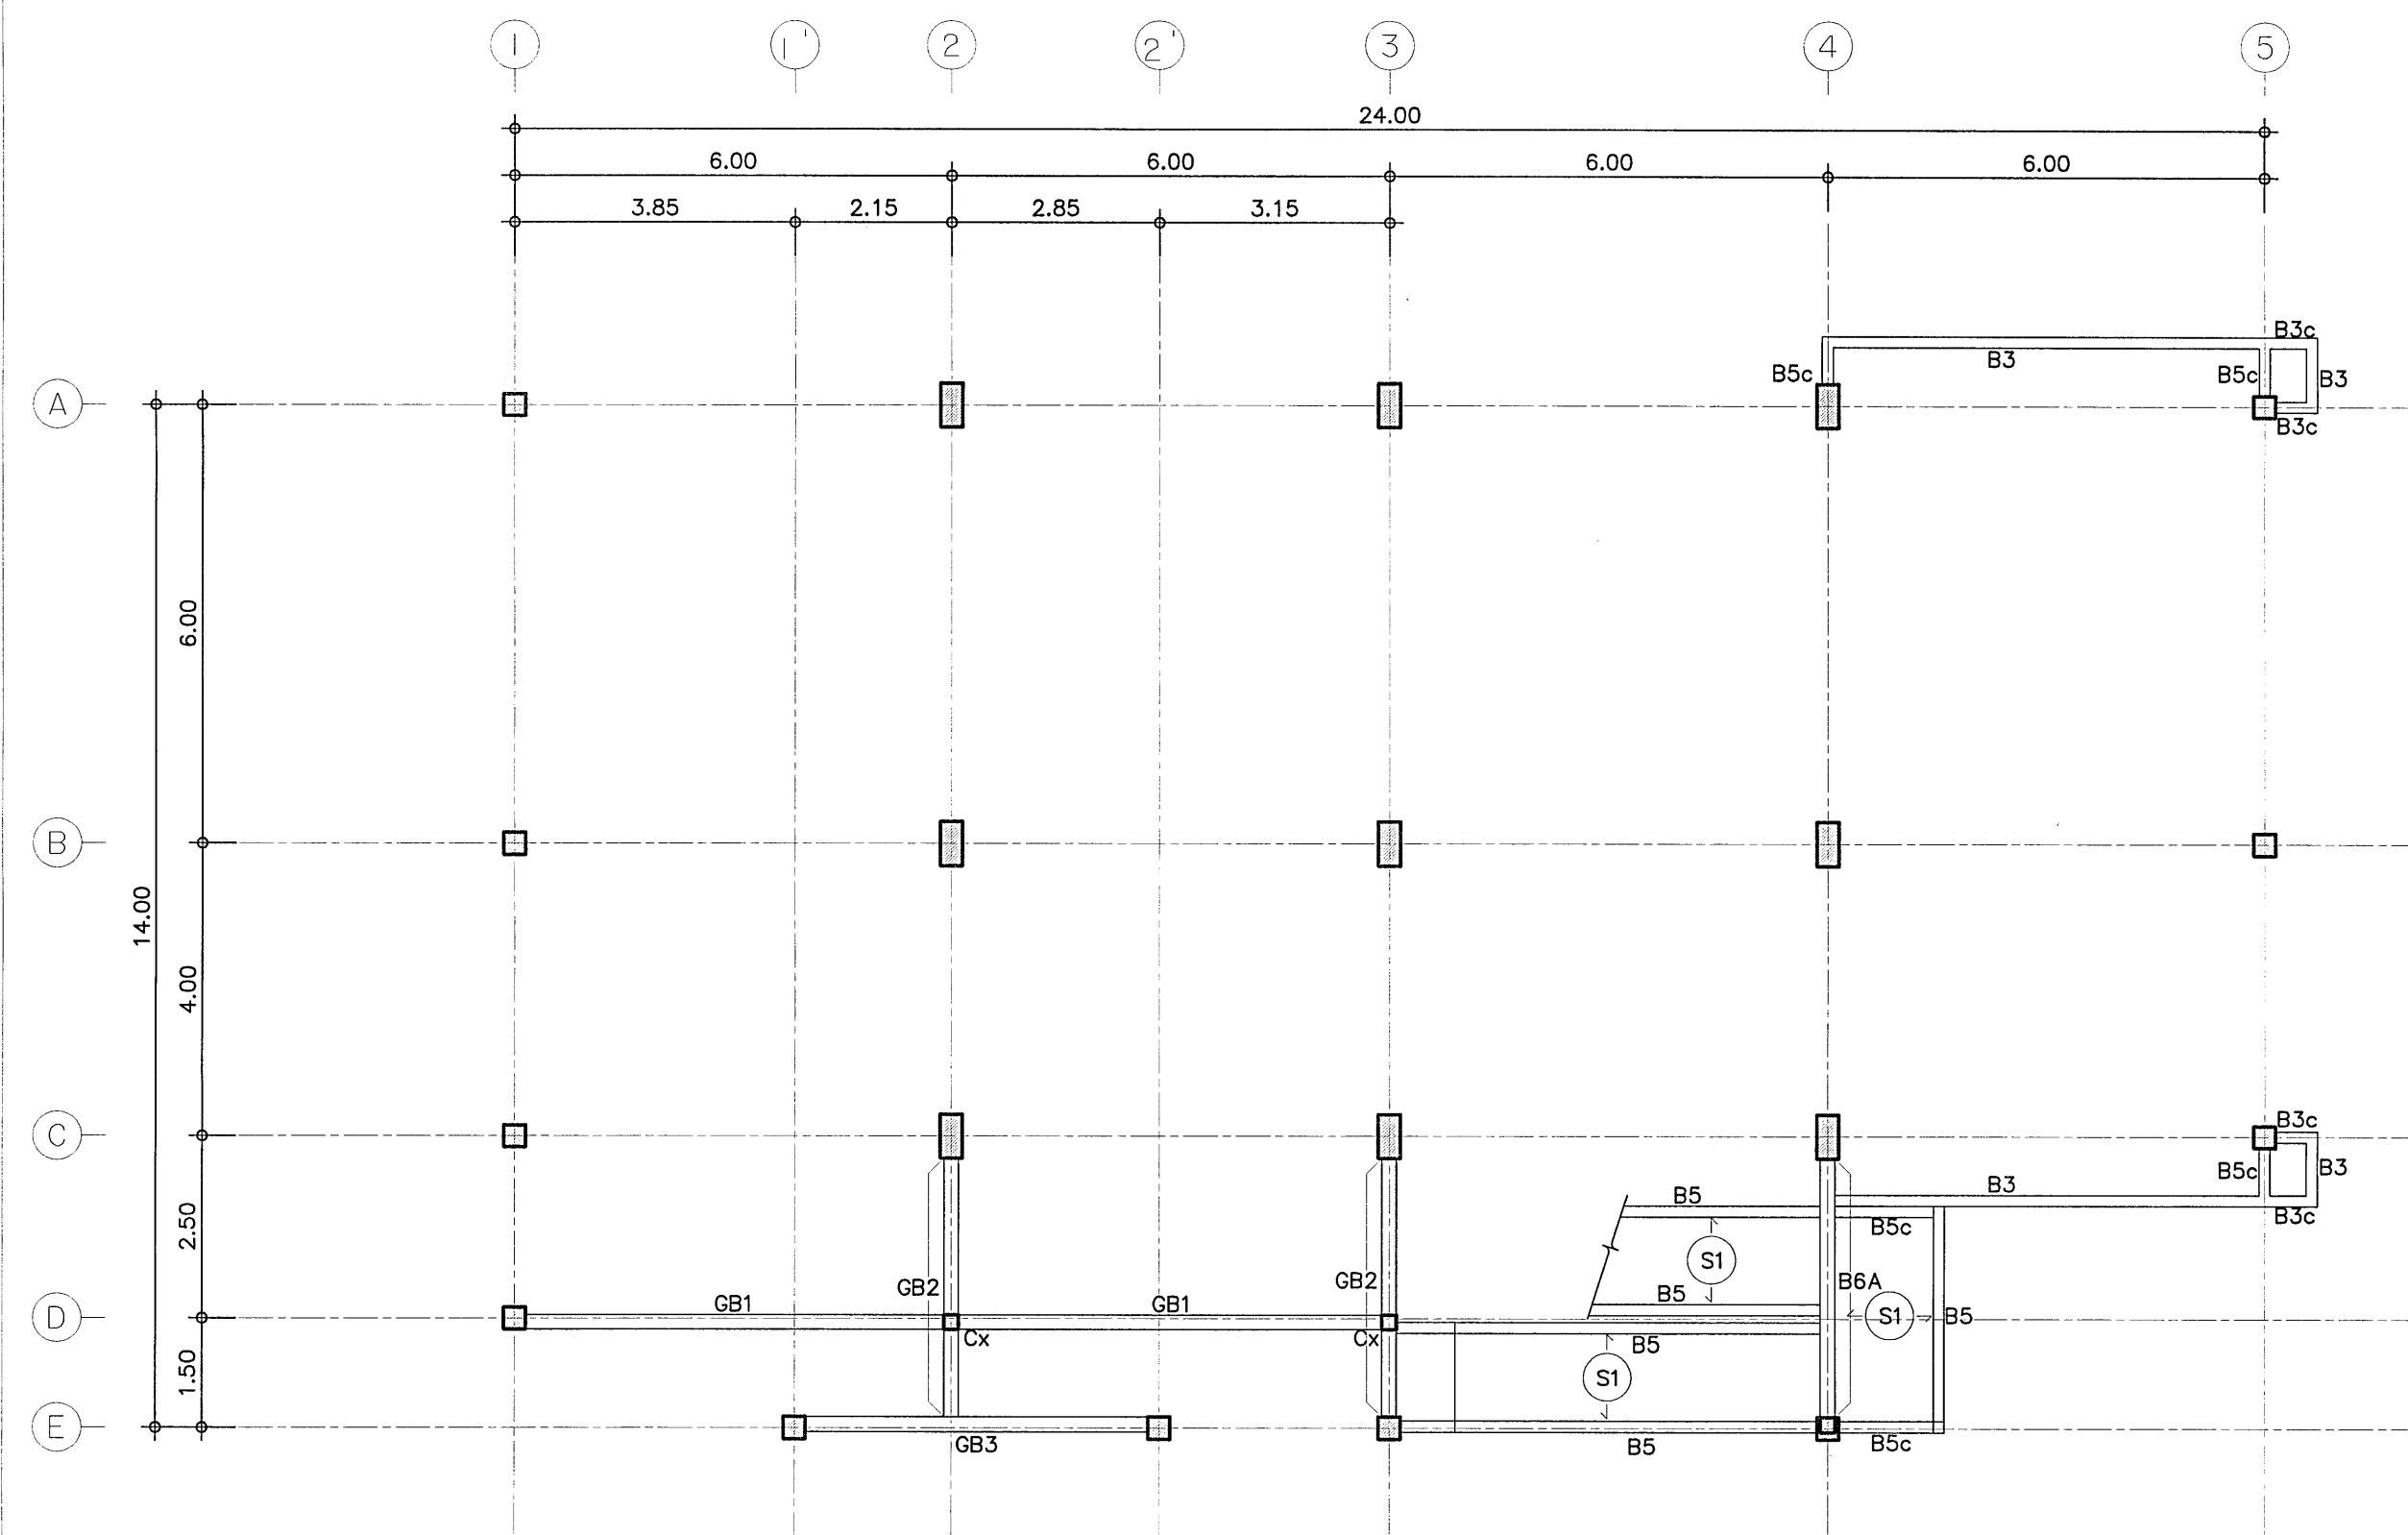 1 1' 2 2' 3 4 5
24.00
6.00 6.00 6.00 6.00
3.85 2.15 2.85 3.15
B3c
B3
B5c B5c B3
A
B3c
6.00
B
14.00
4.00
C
B3c
B5c B3
B3
B5
B3c
B5c
2.50
S1
GB2 GB2 B6A
B5
GB1 GB1
D
S1 B5
Cx Cx
B5
1.50
S1
E
GB3 B5 B5c